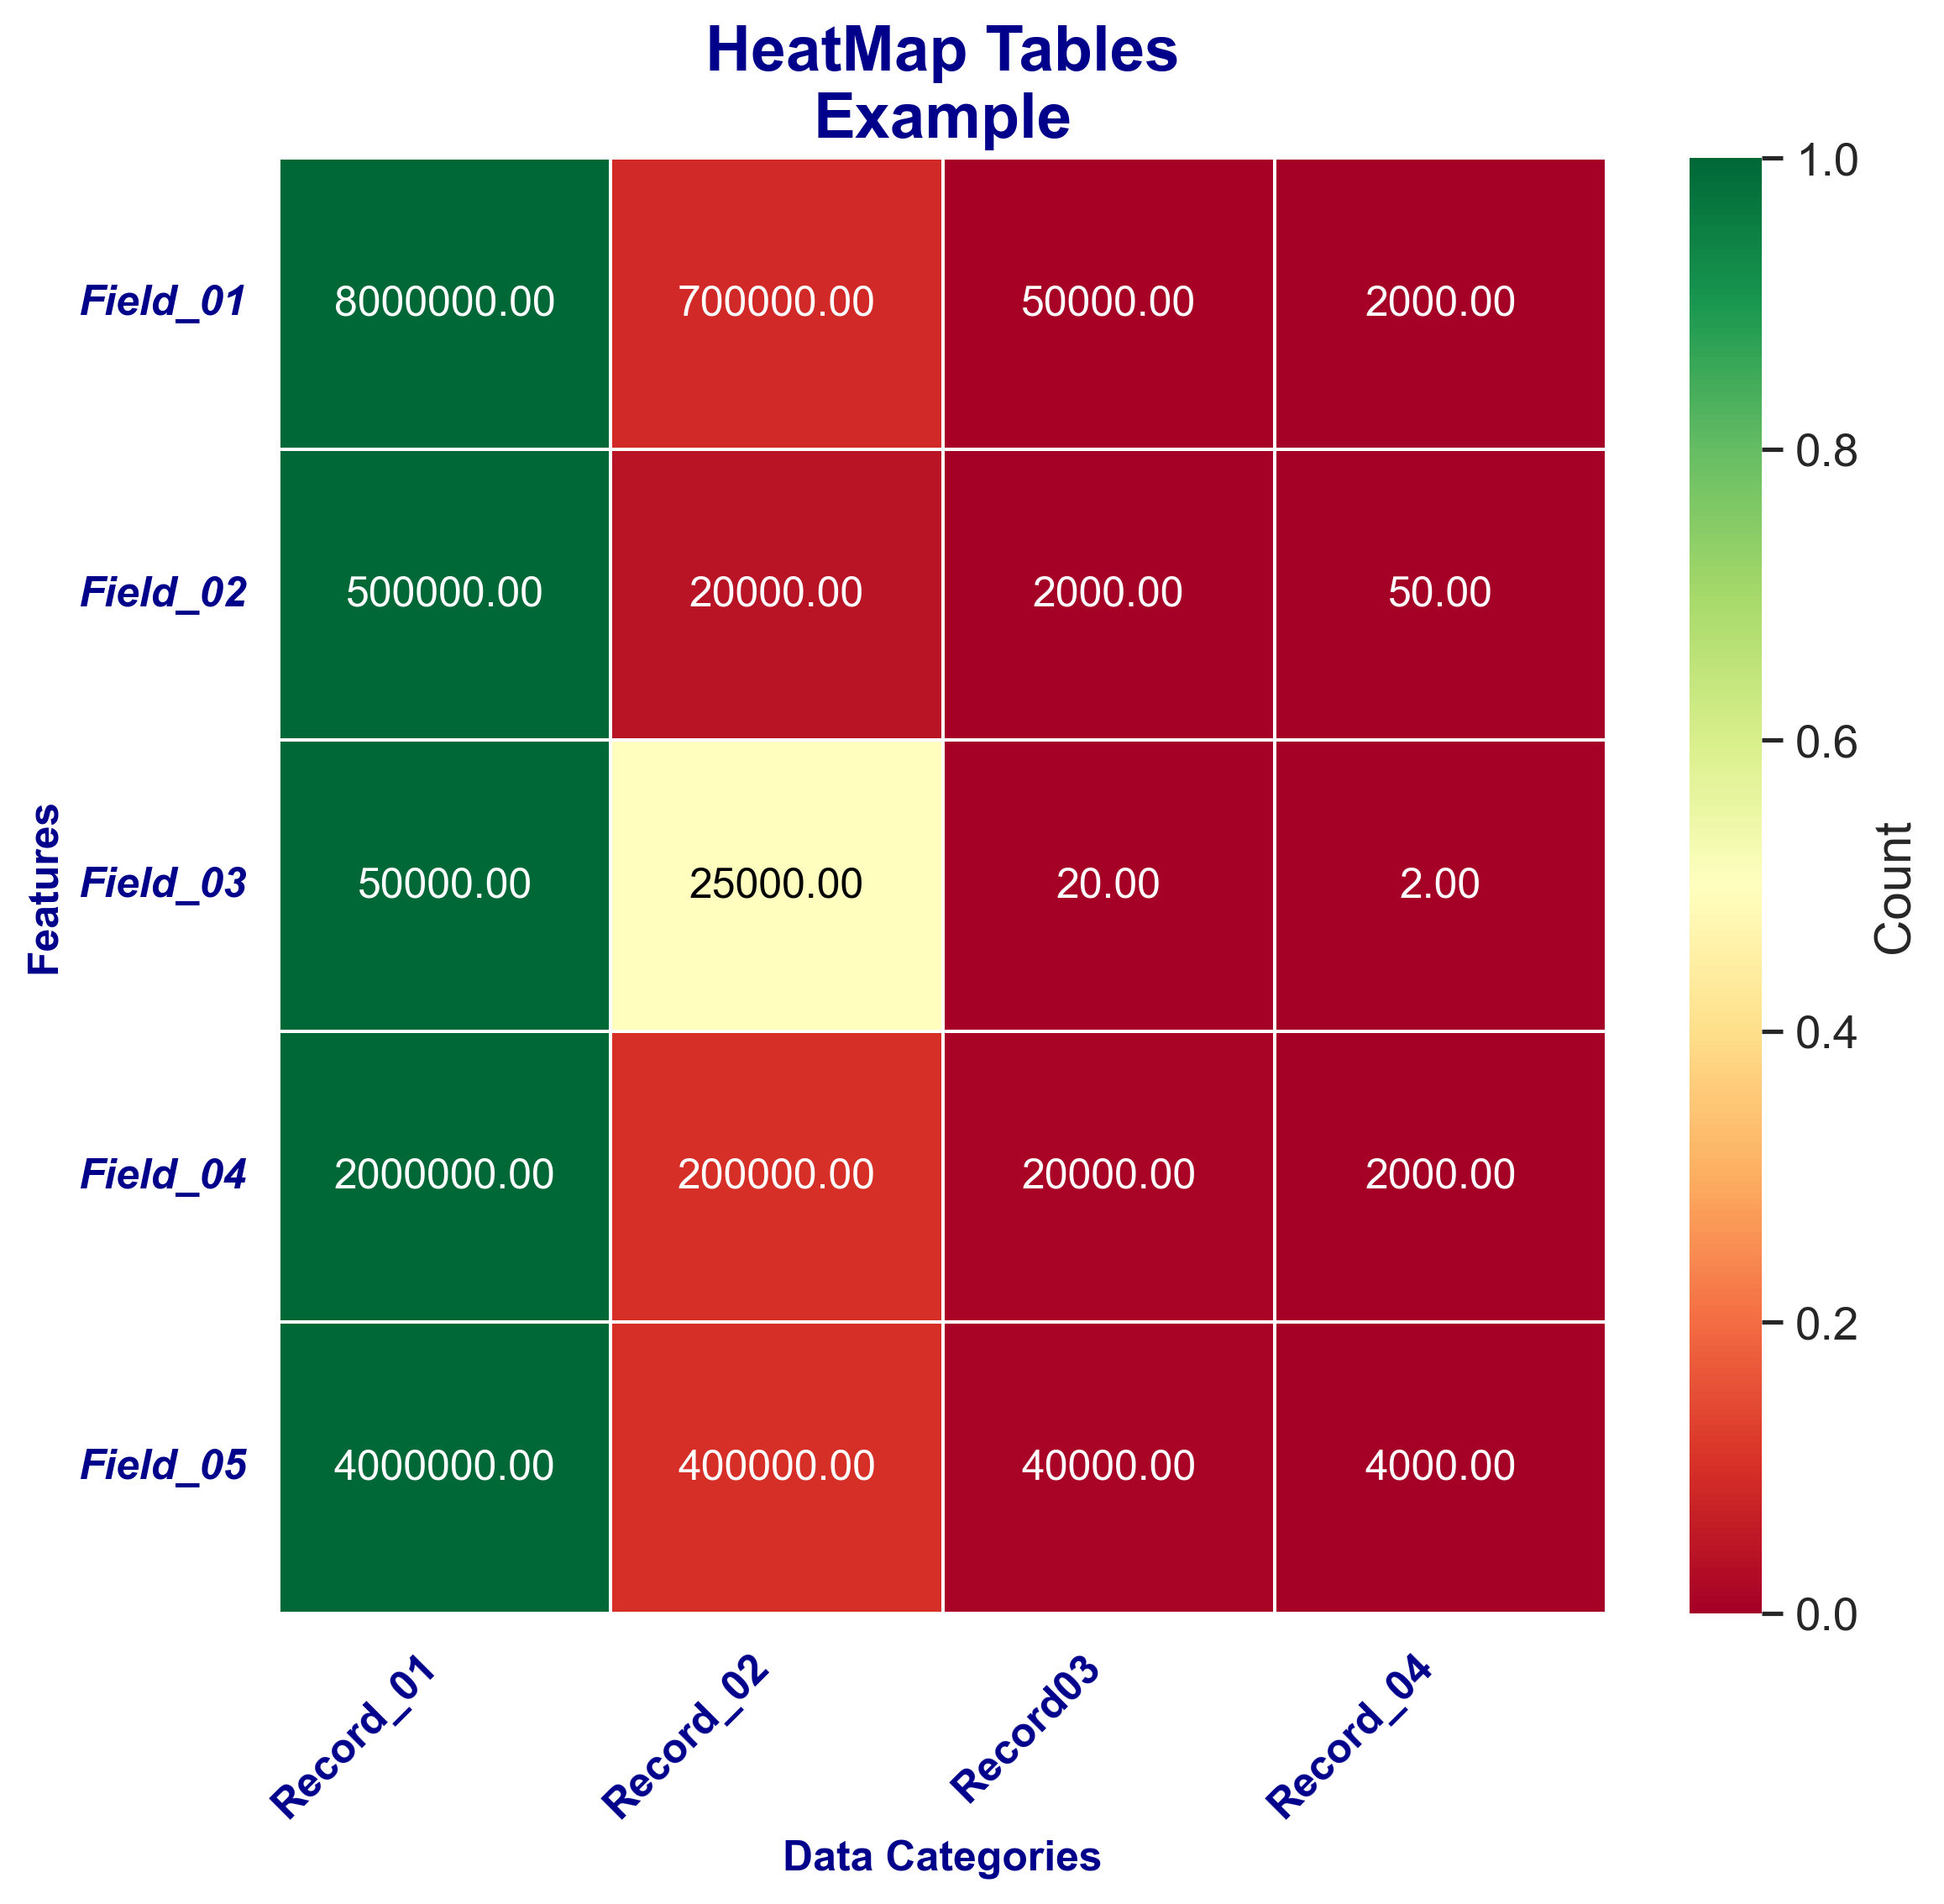 HeatMap Tables
Example
Field_01 8000000.00 700000.00 50000.00 2000.00
Field_02 500000.00 20000.00 2000.00 50.00
Field_03 50000.00 25000.00 20.00 2.00
Field_04 2000000.00 200000.00 20000.00 2000.00
Field_05 4000000.00 400000.00 40000.00 4000.00
Features
Record_01 Record_02 Record03 Record_04
Data Categories
1.0
0.8
0.6
0.4
0.2
0.0
Count